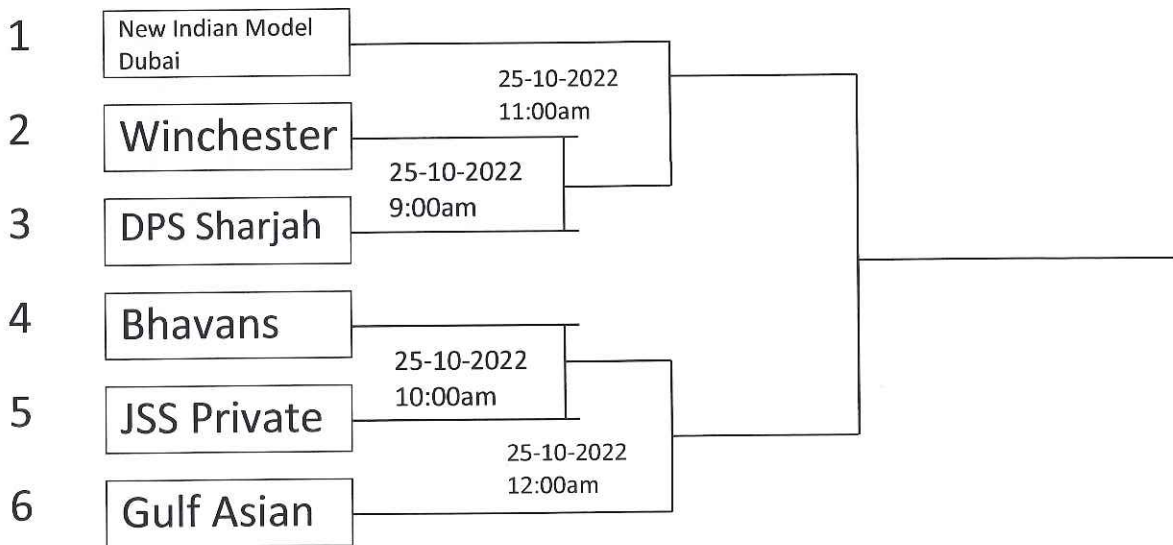 1
New Indian Model
Dubai
25-10-2022
11:00am
2
Winchester
25-10-2022
9:00am
3
DPS Sharjah
4
Bhavans
25-10-2022
10:00am
5
JSS Private
25-10-2022
12:00am
6
Gulf Asian